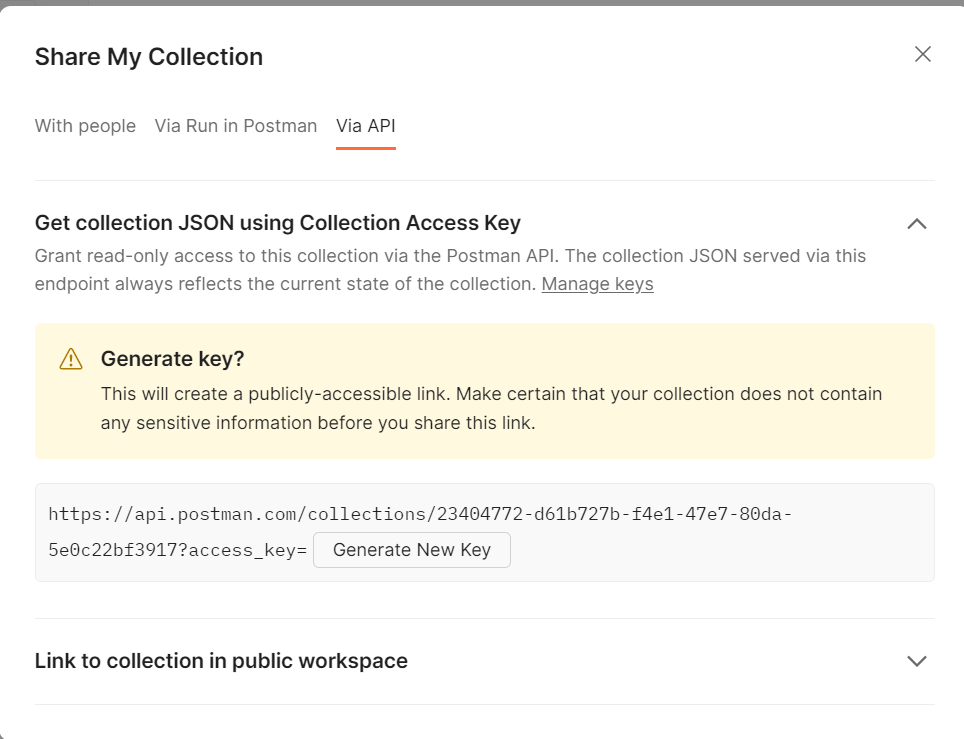 Share My Collection
With people Via Run in Postman Via API
Get collection JSON using Collection Access Key
Grant read-only access to this collection via the Postman API. The collection JSON served via this
endpoint always reflects the current state of the collection. Manage keys
Generate key?
This will create a publicly-accessible link. Make certain that your collection does not contain
any sensitive information before you share this link.
https://api.postman.com/collections/23404772-d61b727b-f4e1-47e7-80da-
5e0c22bf3917?access_key= Generate New Key
Link to collection in public workspace